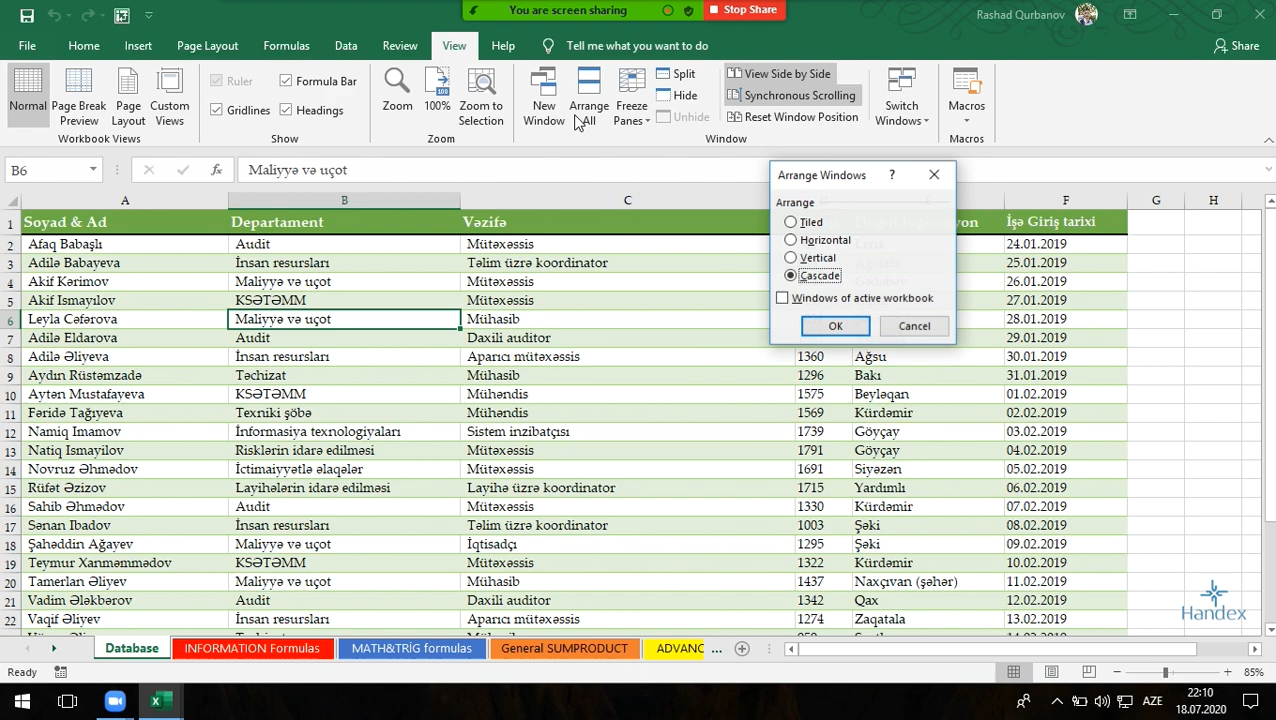 You are screen sharing
Stop Share
Rashad Qurbanov
File Home Insert Page Layout Formulas Data Review View Help Tell me what you want to do Share
Normal
Page Break Preview
Page Layout
Custom Views
Workbook Views
Ruler
Gridlines
Formula Bar
Headings
Show
Zoom
100%
Zoom to Selection
Zoom
New Window
Arrange All
Freeze Panes
Split
Hide
Unhide
View Side by Side
Synchronous Scrolling
Reset Window Position
Window
Switch Windows
Macros
Macros
B6 fx Maliyyə və uçot
Arrange Windows ?
Arrange
Tiled
Horizontal
Vertical
Cascade
Windows of active workbook
OK Cancel
A B C F G H
1 Soyad & Ad Departament Vəzifə İşə Giriş tarixi
2 Afaq Babaşlı Audit Mütəxəssis 24.01.2019
3 Adilə Babayeva İnsan resursları Təlim üzrə koordinator 25.01.2019
4 Akif Kərimov Maliyyə və uçot Mütəxəssis 26.01.2019
5 Akif Ismayılov KSƏTƏMM Mütəxəssis 27.01.2019
6 Leyla Cəfərova Maliyyə və uçot Mühasib 28.01.2019
7 Adilə Eldarova Audit Daxili auditor 29.01.2019
8 Adilə Əliyeva İnsan resursları Aparıcı mütəxəssis 1360 Ağsu 30.01.2019
9 Aydın Rüstəmzadə Təchizat Mühasib 1296 Bakı 31.01.2019
10 Aytən Mustafayeva KSƏTƏMM Mühəndis 1575 Beyləqan 01.02.2019
11 Fəridə Tağıyeva Texniki şöbə Mühəndis 1569 Kürdəmir 02.02.2019
12 Namiq Imamov İnformasiya texnologiyaları Sistem inzibatçısı 1739 Göyçay 03.02.2019
13 Natiq Ismayilov Risklərin idarə edilməsi Mütəxəssis 1791 Göyçay 04.02.2019
14 Novruz Əhmədov İctimaiyyətlə əlaqələr Mütəxəssis 1691 Siyəzən 05.02.2019
15 Rüfət Əzizov Layihələrin idarə edilməsi Layihə üzrə koordinator 1715 Yardımlı 06.02.2019
16 Sahib Əhmədov Audit Mütəxəssis 1330 Kürdəmir 07.02.2019
17 Sənan Ibadov İnsan resursları Təlim üzrə koordinator 1003 Şəki 08.02.2019
18 Şahəddin Ağayev Maliyyə və uçot İqtisadçı 1295 Şəki 09.02.2019
19 Teymur Xanməmmədov KSƏTƏMM Mütəxəssis 1322 Kürdəmir 10.02.2019
20 Tamerlan Əliyev Maliyyə və uçot Mühasib 1437 Naxçıvan (şəhər) 11.02.2019
21 Vadim Ələkbərov Audit Daxili auditor 1342 Qax 12.02.2019
22 Vaqif Əliyev İnsan resursları Aparıcı mütəxəssis 1274 Zaqatala 13.02.2019
Handex
Database INFORMATION Formulas MATH&TRİG formulas General SUMPRODUCT ADVANC ...
Ready 85%
AZE
22:10
18.07.2020